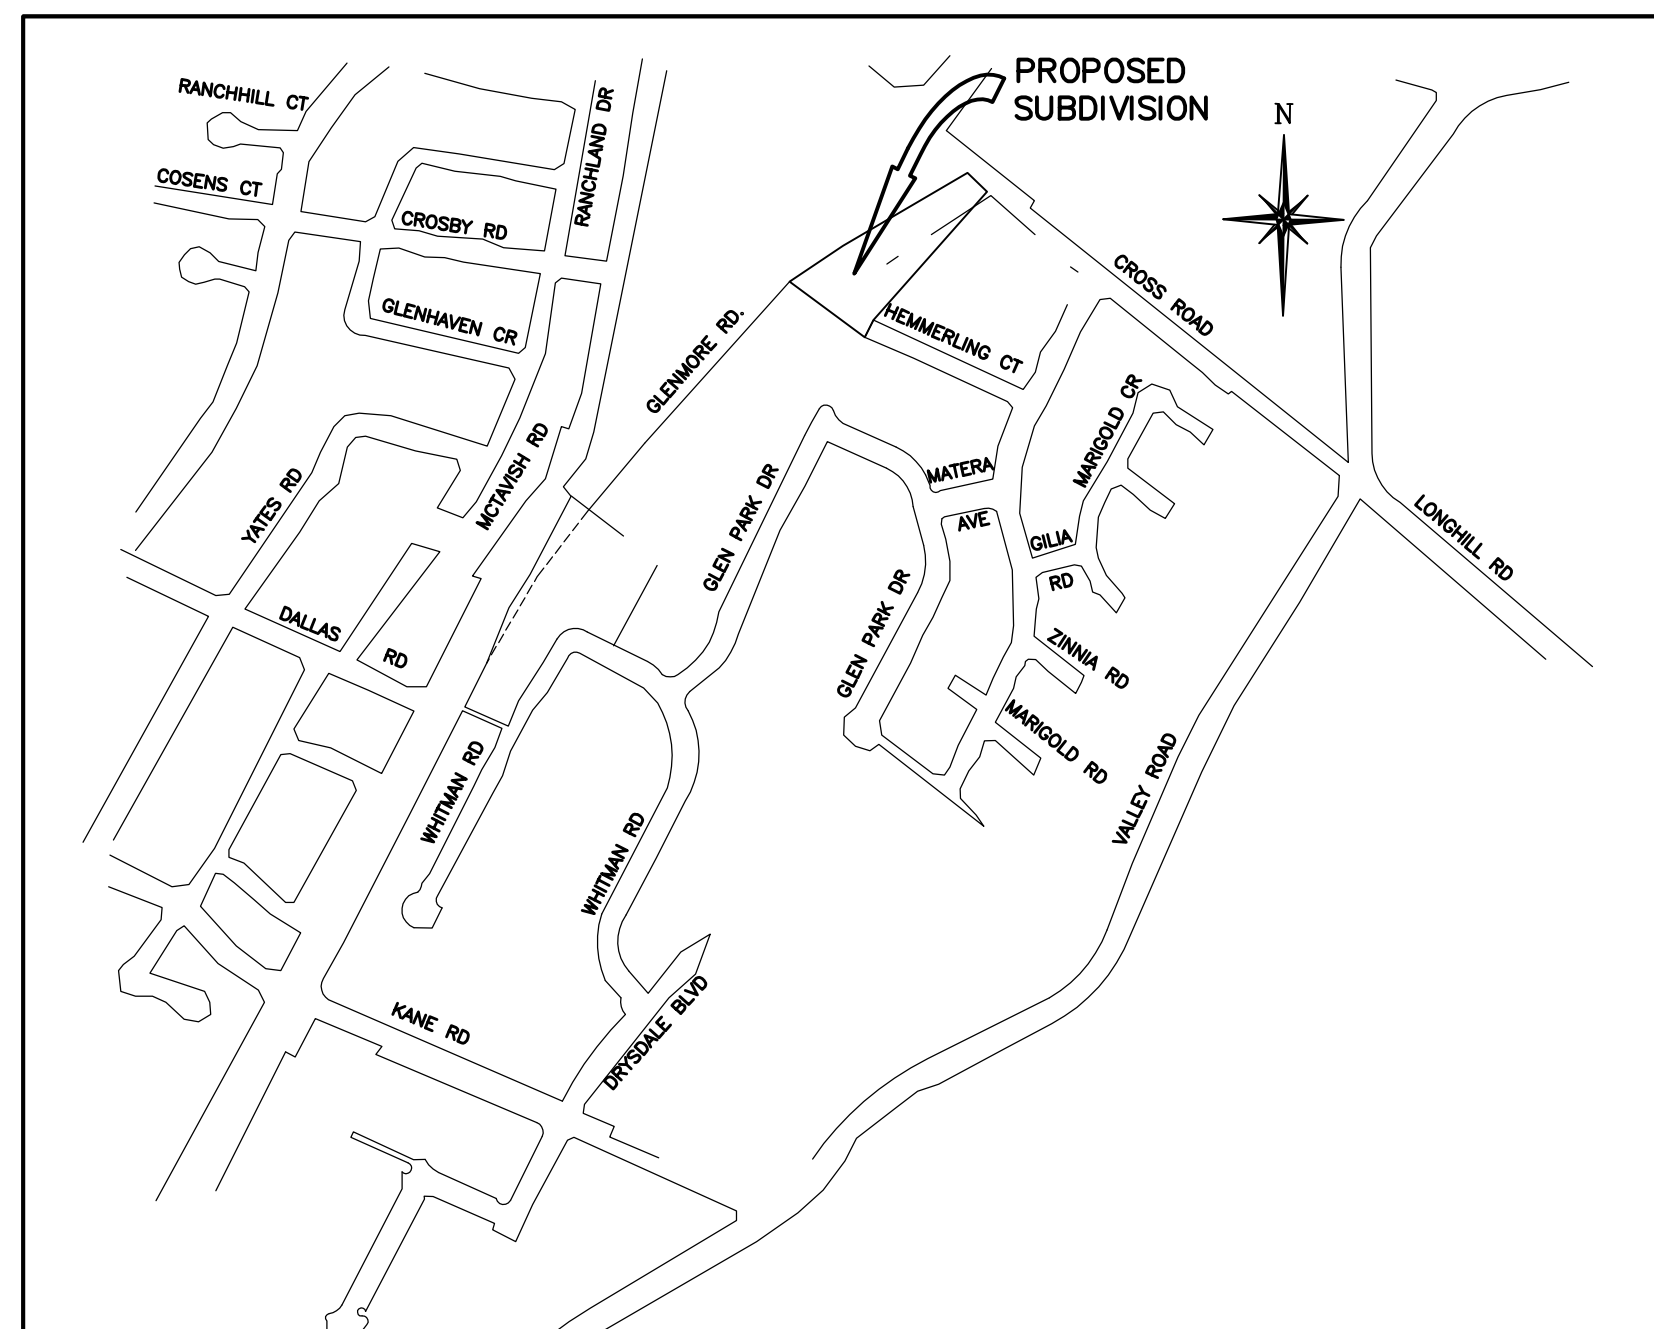 PROPOSED
SUBDIVISION
N
RANCHHILL CT
RANCHLAND DR
COSENS CT
CROSBY RD
CROSS ROAD
GLENHAVEN CR
GLENMORE RD.
HEMMERLING CT
MARIGOLD CR
MCTAVISH RD
YATES RD
GLEN PARK DR
MATERA
AVE
GILIA
RD
LONGHILL RD
GLEN PARK DR
DALLAS
RD
ZINNIA RD
MARIGOLD RD
WHITMAN RD
VALLEY ROAD
WHITMAN RD
KANE RD
DRYSDALE BLVD